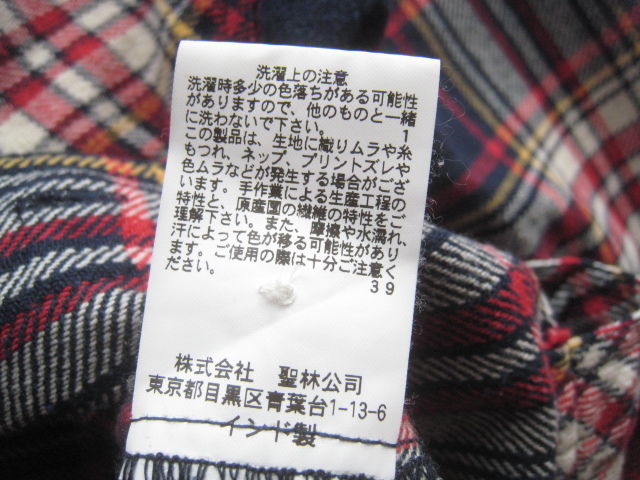 洗濯上の注意
洗濯時多少の色落ちがある可能性
がありますので、他のものと一緒
に洗わないで下さい。 1
この製品は、生地に織りムラや糸
もつれ、ネップ、プリントズレや
色ムラなどが発生する場合がござ
います。手作業による生産工程の
特性と、原産国の繊維の特性をご
理解下さい。また、摩擦や水濡れ、
汗によって色が移る可能性があり
ます。ご使用の際は十分ご注意く
ださい。 39
株式会社 聖林公司
東京都目黒区青葉台1-13-6
インド製